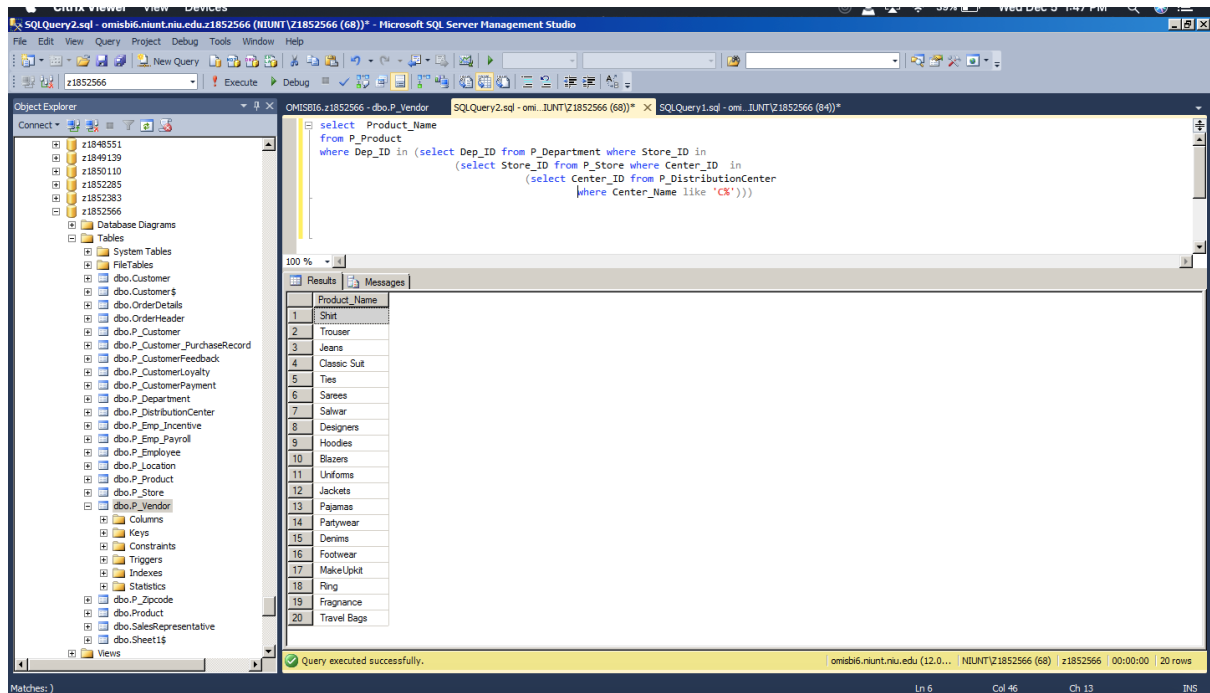 Citrix Viewer View Devices 39% Wed Dec 5 1:47 PM
SQLQuery2.sql - omisbi6.niunt.niu.edu.z1852566 (NIUNT\Z1852566 (68))* - Microsoft SQL Server Management Studio
File Edit View Query Project Debug Tools Window Help
New Query
z1852566 Execute Debug
Object Explorer
OMISBI6.z1852566 - dbo.P_Vendor SQLQuery2.sql - omi...IUNT\Z1852566 (68))* SQLQuery1.sql - omi...IUNT\Z1852566 (84))*
Connect
z1848551
z1849139
z1850110
z1852285
z1852383
z1852566
Database Diagrams
Tables
System Tables
FileTables
dbo.Customer
dbo.Customer$
dbo.OrderDetails
dbo.OrderHeader
dbo.P_Customer
dbo.P_Customer_PurchaseRecord
dbo.P_CustomerFeedback
dbo.P_CustomerLoyalty
dbo.P_CustomerPayment
dbo.P_Department
dbo.P_DistributionCenter
dbo.P_Emp_Incentive
dbo.P_Emp_Payroll
dbo.P_Employee
dbo.P_Location
dbo.P_Product
dbo.P_Store
dbo.P_Vendor
Columns
Keys
Constraints
Triggers
Indexes
Statistics
dbo.P_Zipcode
dbo.Product
dbo.SalesRepresentative
dbo.Sheet1$
Views
select Product_Name
from P_Product
where Dep_ID in (select Dep_ID from P_Department where Store_ID in
(select Store_ID from P_Store where Center_ID in
(select Center_ID from P_DistributionCenter
where Center_Name like 'C%')))
100 %
Results Messages
Product_Name
1 Shirt
2 Trouser
3 Jeans
4 Classic Suit
5 Ties
6 Sarees
7 Salwar
8 Designers
9 Hoodies
10 Blazers
11 Uniforms
12 Jackets
13 Pajamas
14 Partywear
15 Denims
16 Footwear
17 MakeUpkit
18 Ring
19 Fragnance
20 Travel Bags
Query executed successfully. omisbi6.niunt.niu.edu (12.0... NIUNT\Z1852566 (68) z1852566 00:00:00 20 rows
Matches: ) Ln 6 Col 46 Ch 13 INS